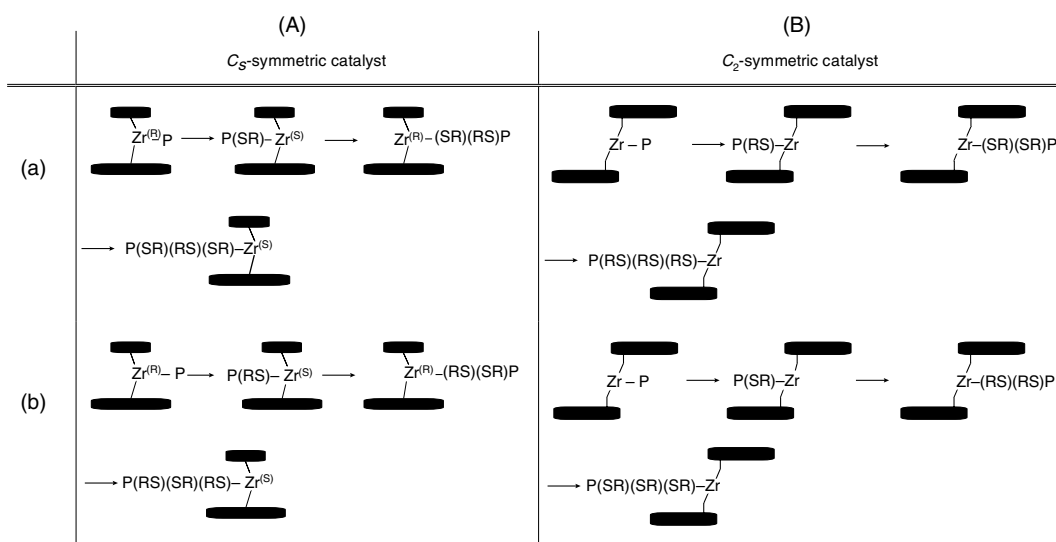 (A) (B)
C_S-symmetric catalyst C_2-symmetric catalyst
(a)
Zr^(R) P → P(SR)–Zr^(S) → Zr^(R)-(SR)(RS)P
Zr – P → P(RS)–Zr → Zr–(SR)(SR)P
→ P(SR)(RS)(SR)–Zr^(S)
→ P(RS)(RS)(RS)–Zr
(b)
Zr^(R)– P → P(RS)–Zr^(S) → Zr^(R)-(RS)(SR)P
Zr – P → P(SR)–Zr → Zr–(RS)(RS)P
→ P(RS)(SR)(RS)–Zr^(S)
→ P(SR)(SR)(SR)–Zr